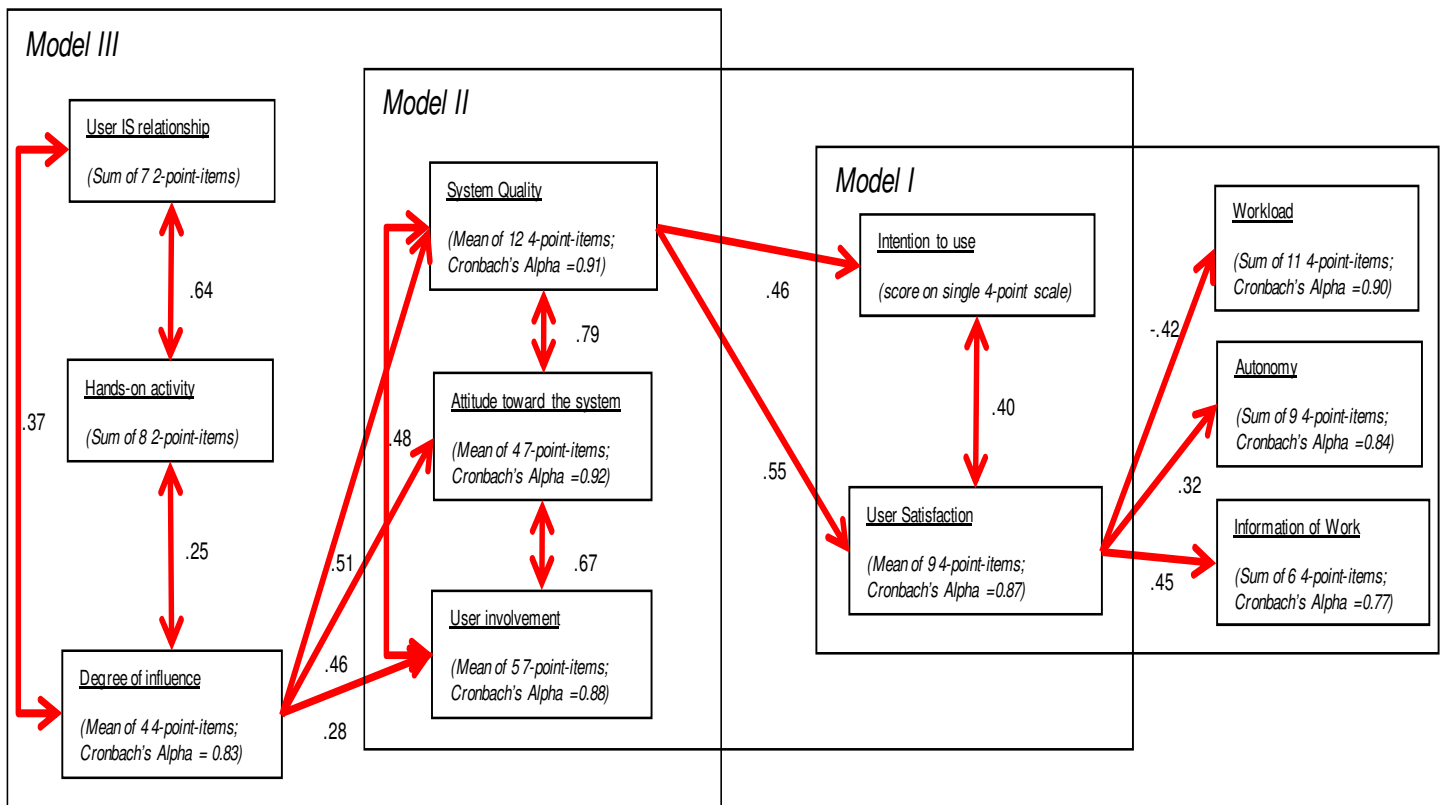 Model III
User IS relationship
(Sum of 7 2-point-items)
.64
Hands-on activity
(Sum of 8 2-point-items)
.37
.25
Degree of influence
(Mean of 4 4-point-items;
Cronbach's Alpha = 0.83)
.51
.46
.28
Model II
System Quality
(Mean of 12 4-point-items;
Cronbach's Alpha =0.91)
.79
Attitude toward the system
(Mean of 4 7-point-items;
Cronbach's Alpha =0.92)
.48
.67
User involvement
(Mean of 5 7-point-items;
Cronbach's Alpha =0.88)
.46
.55
Model I
Intention to use
(score on single 4-point scale)
.40
User Satisfaction
(Mean of 9 4-point-items;
Cronbach's Alpha =0.87)
-.42
.32
.45
Workload
(Sum of 11 4-point-items;
Cronbach's Alpha =0.90)
Autonomy
(Sum of 9 4-point-items;
Cronbach's Alpha =0.84)
Information of Work
(Sum of 6 4-point-items;
Cronbach's Alpha =0.77)